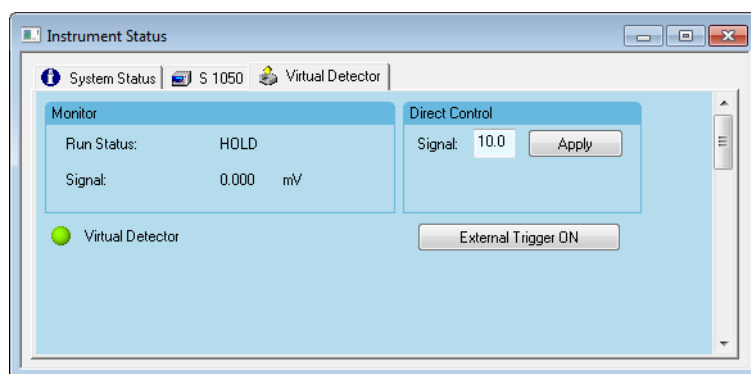 Instrument Status
System Status S 1050 Virtual Detector
Monitor
Run Status: HOLD
Signal: 0.000 mV
Direct Control
Signal: 10.0 Apply
Virtual Detector
External Trigger ON